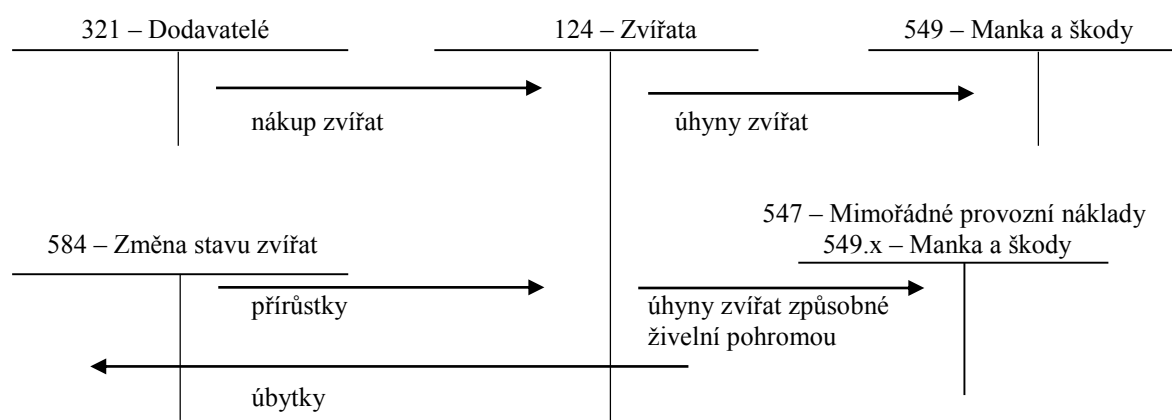 321 – Dodavatelé
124 – Zvířata
549 – Manka a škody
nákup zvířat
úhyny zvířat
584 – Změna stavu zvířat
547 – Mimořádné provozní náklady
549.x – Manka a škody
přírůstky
úhyny zvířat způsobné
živelní pohromou
úbytky